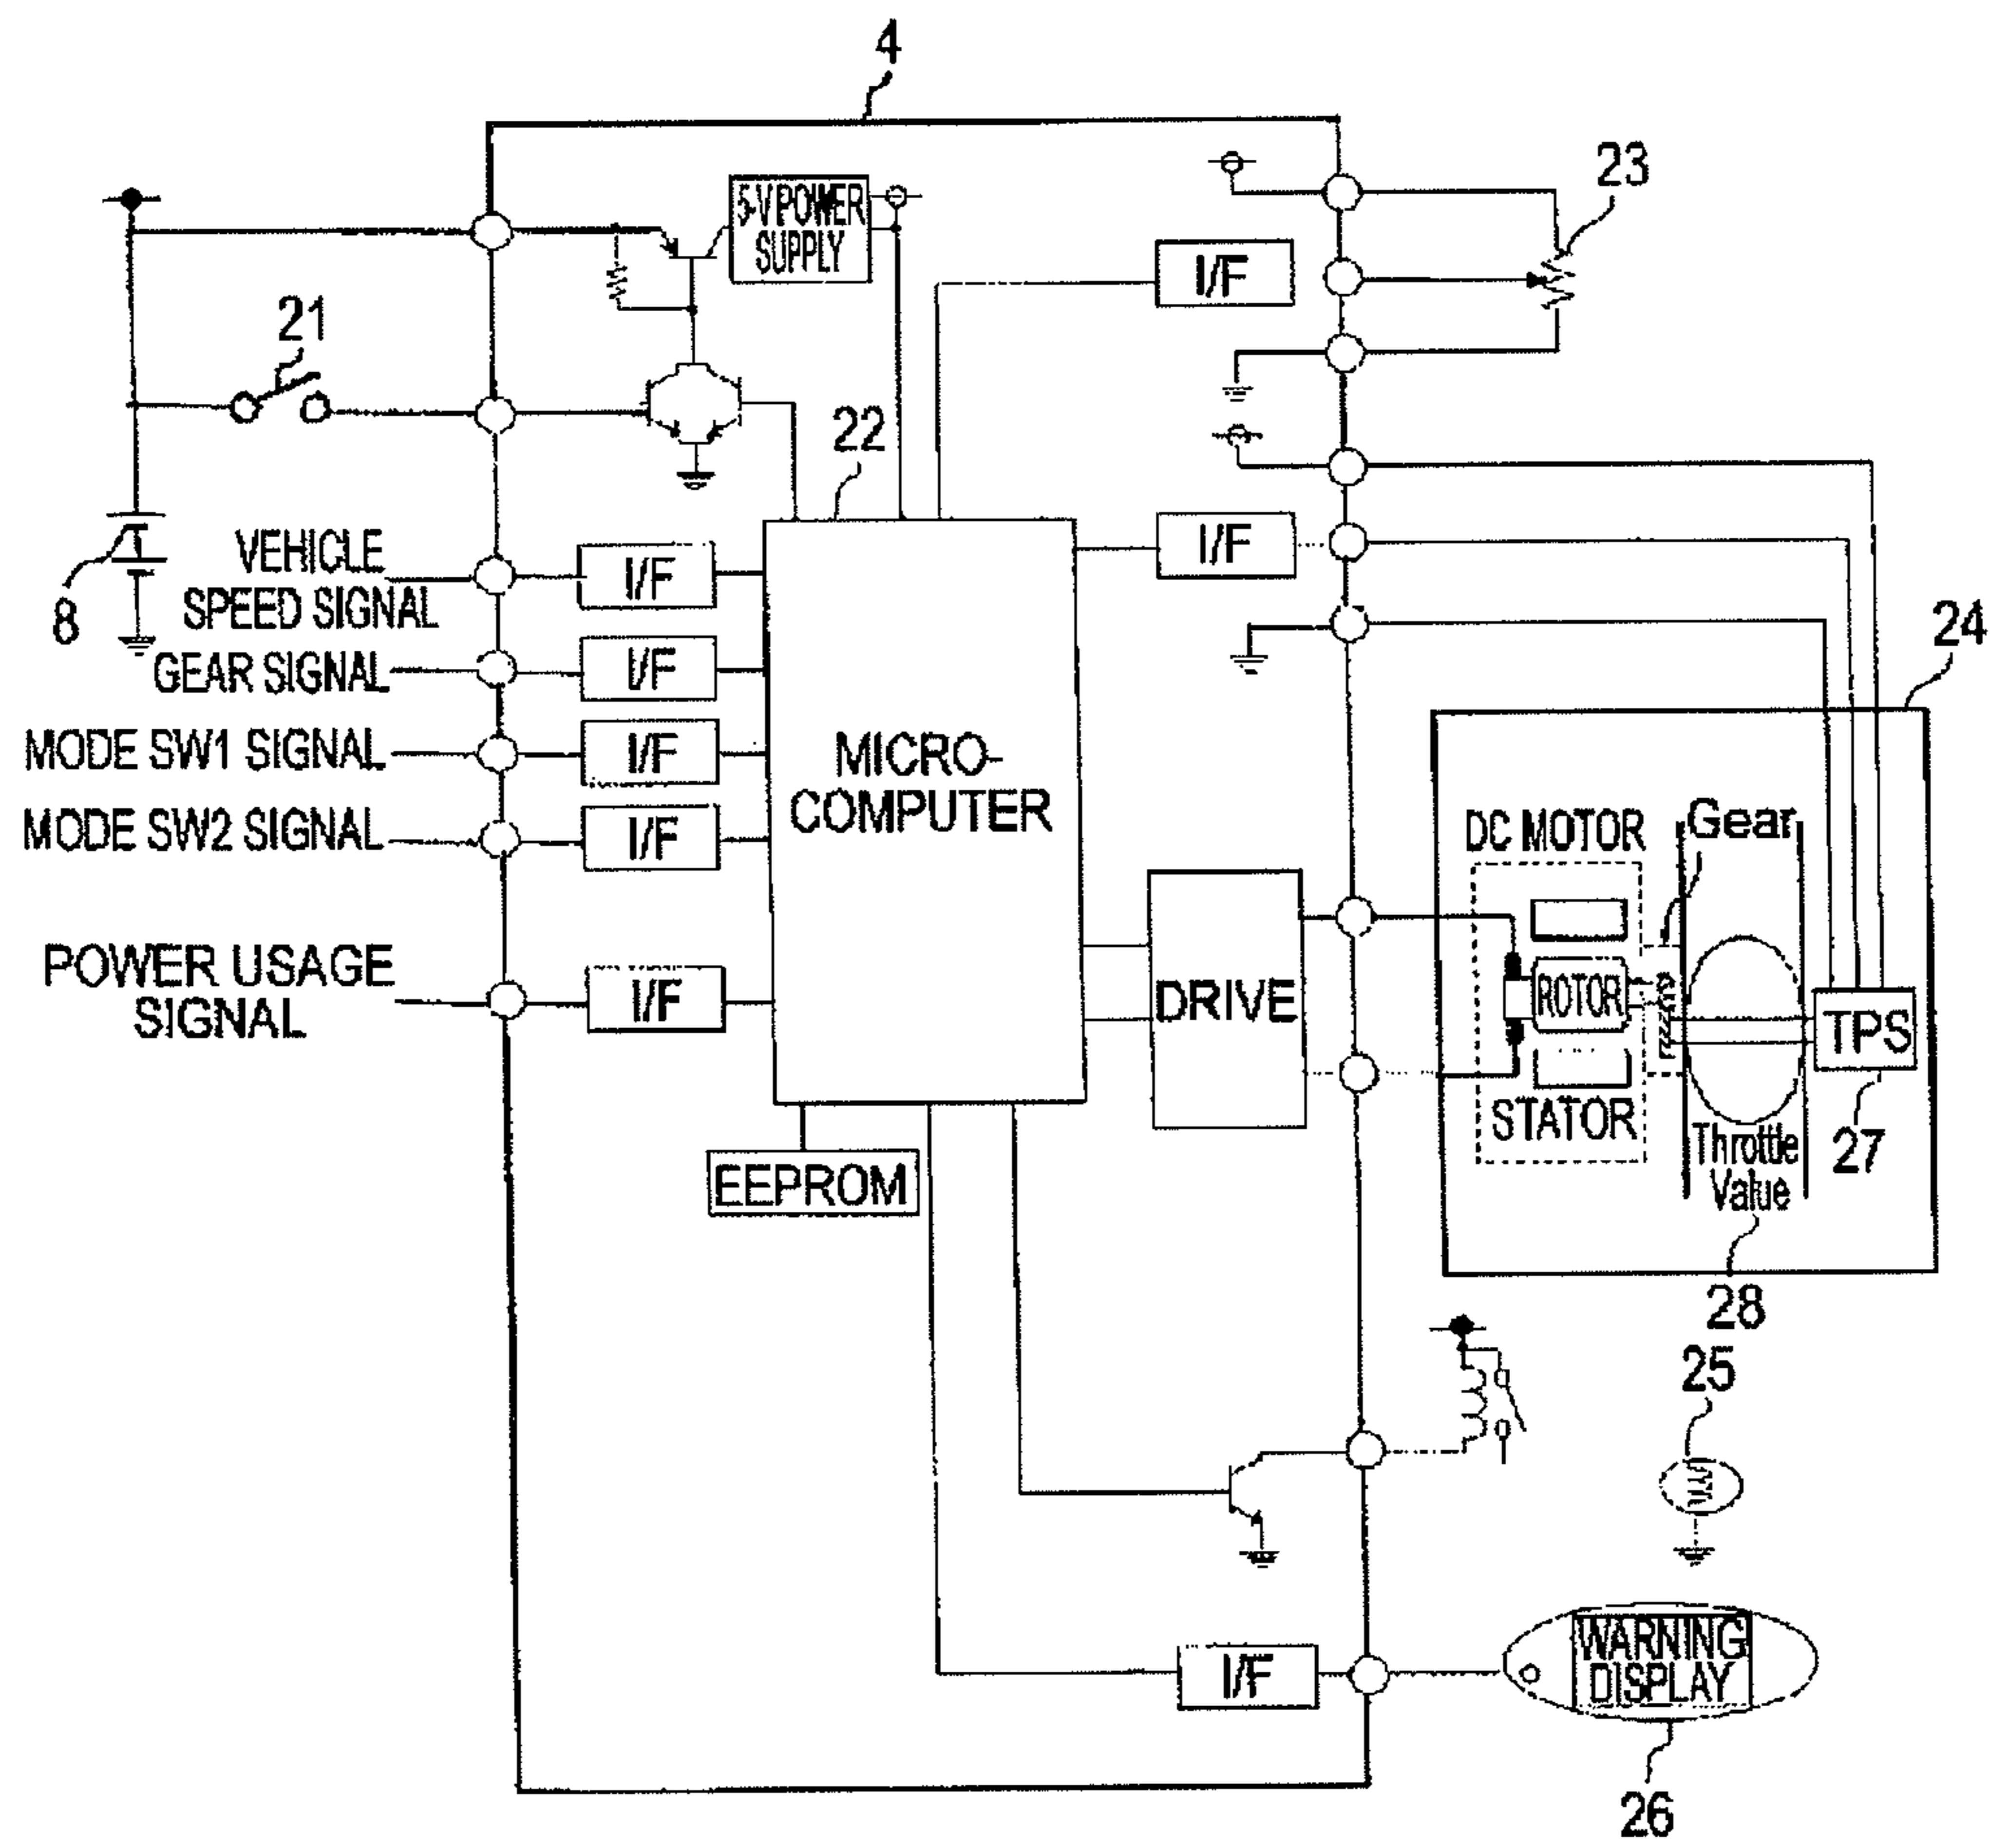 4
23
5-V POWER
SUPPLY
I/F
21
22
VEHICLE
SPEED SIGNAL
I/F
I/F
8
24
GEAR SIGNAL
I/F
MODE SW1 SIGNAL
I/F
MICRO-
COMPUTER
MODE SW2 SIGNAL
I/F
DC MOTOR
Gear
POWER USAGE
SIGNAL
I/F
DRIVE
ROTOR
TPS
STATOR
Throttle
Value
27
EEPROM
28
25
I/F
WARNING
DISPLAY
26